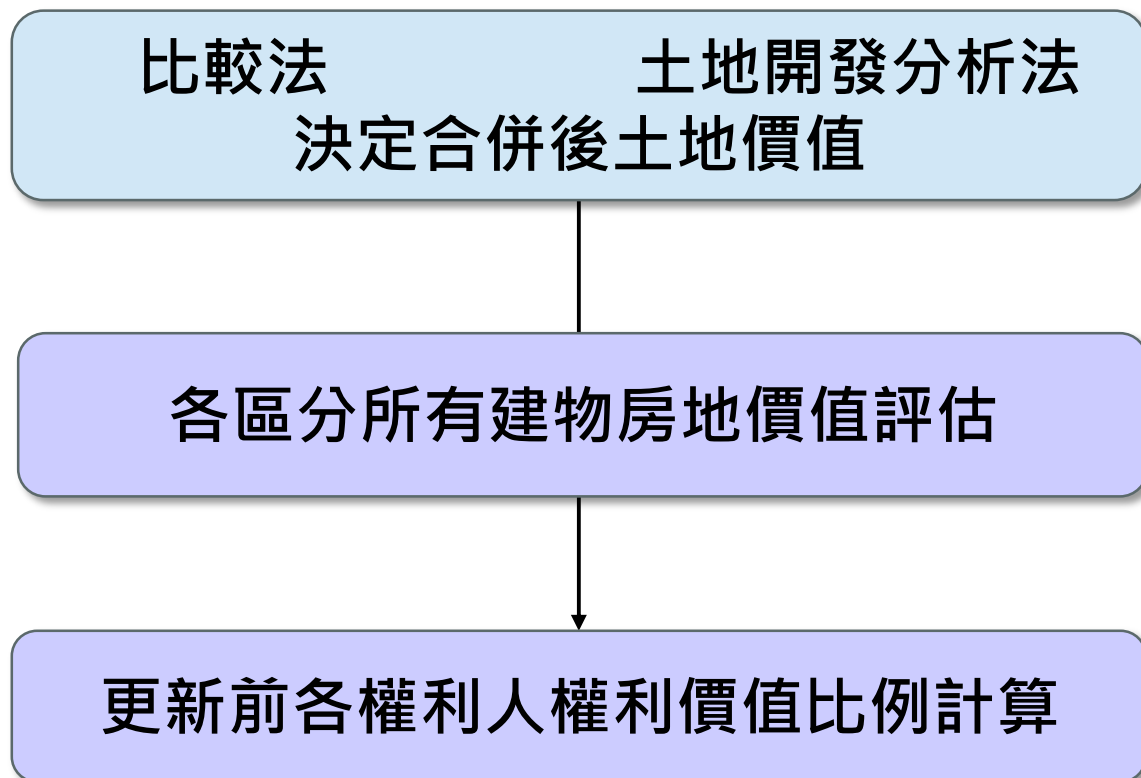 比較法 土地開發分析法
決定合併後土地價值
各區分所有建物房地價值評估
更新前各權利人權利價值比例計算